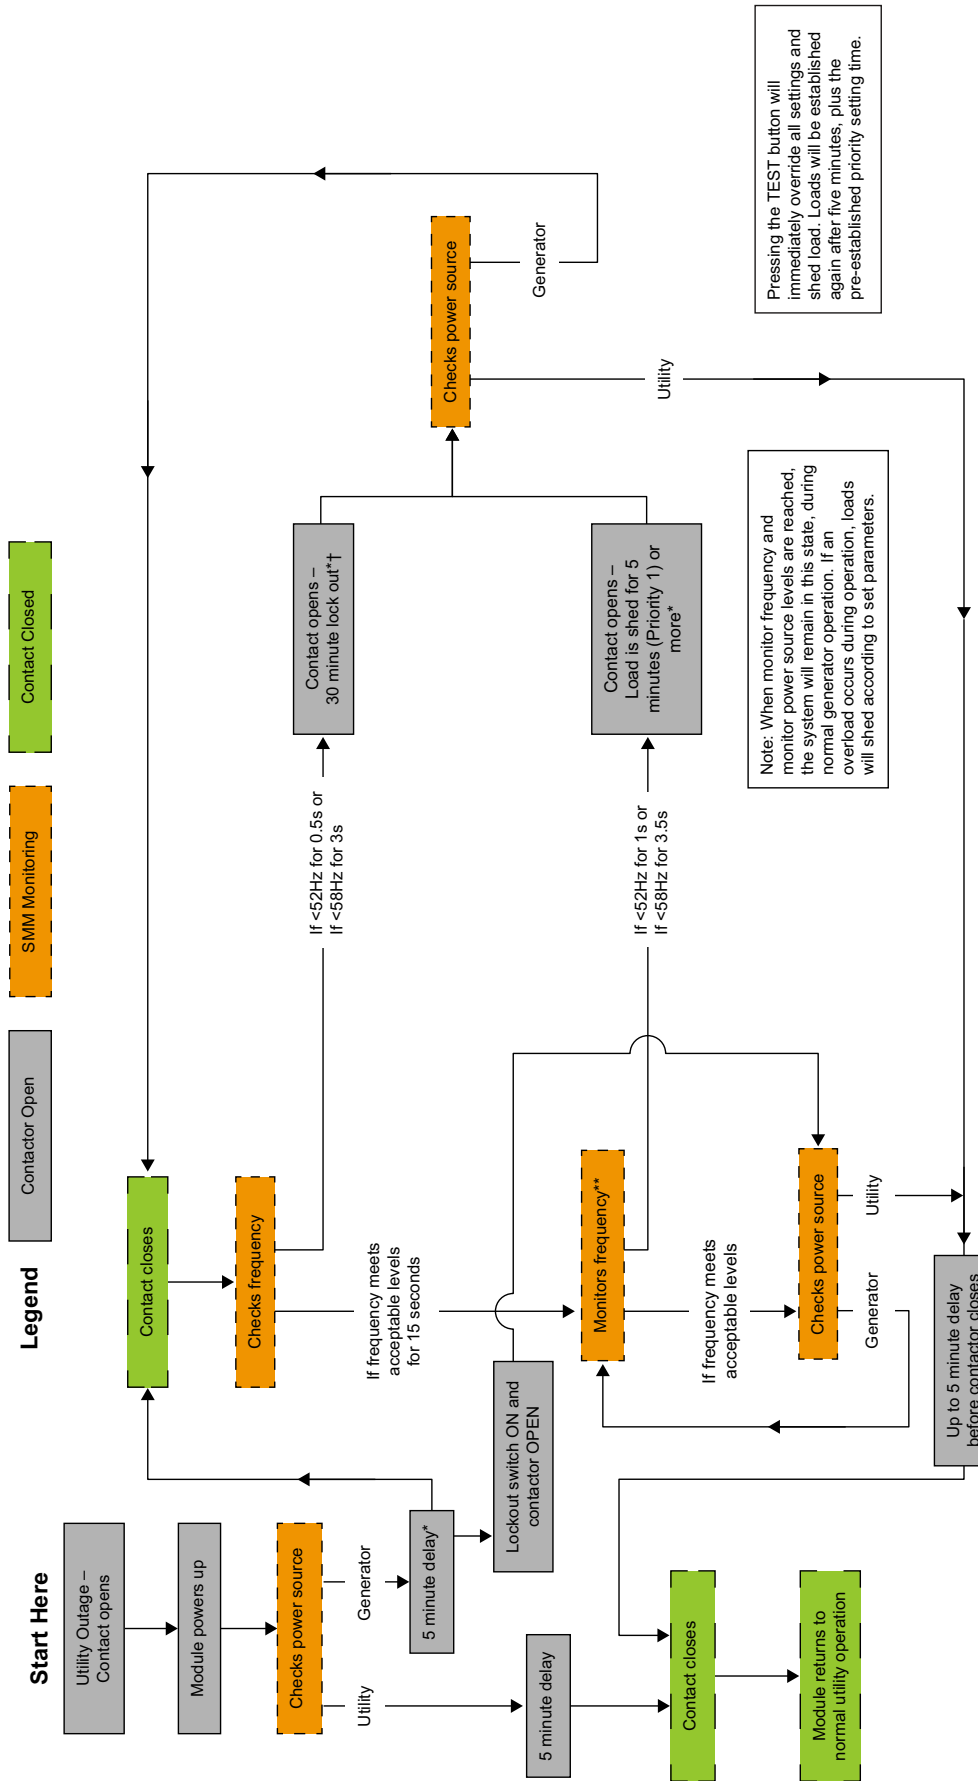 Legend
Contactor Open
SMM Monitoring
Contact Closed
Start Here
Utility Outage –
Contact opens
Module powers up
Checks power source
Utility
Generator
5 minute delay
5 minute delay*
Contact closes
Module returns to
normal utility operation
Lockout switch ON and
contactor OPEN
Contact closes
Checks frequency
If frequency meets
acceptable levels
for 15 seconds
Monitors frequency**
If frequency meets
acceptable levels
Checks power source
Generator
Utility
Up to 5 minute delay
before contactor closes
If <52Hz for 0.5s or
If <58Hz for 3s
Contact opens –
30 minute lock out*†
If <52Hz for 1s or
If <58Hz for 3.5s
Contact opens –
Load is shed for 5
minutes (Priority 1) or
more*
Checks power source
Utility
Generator
Note: When monitor frequency and
monitor power source levels are reached,
the system will remain in this state, during
normal generator operation. If an
overload occurs during operation, loads
will shed according to set parameters.
Pressing the TEST button will
immediately override all settings and
shed load. Loads will be established
again after five minutes, plus the
pre-established priority setting time.